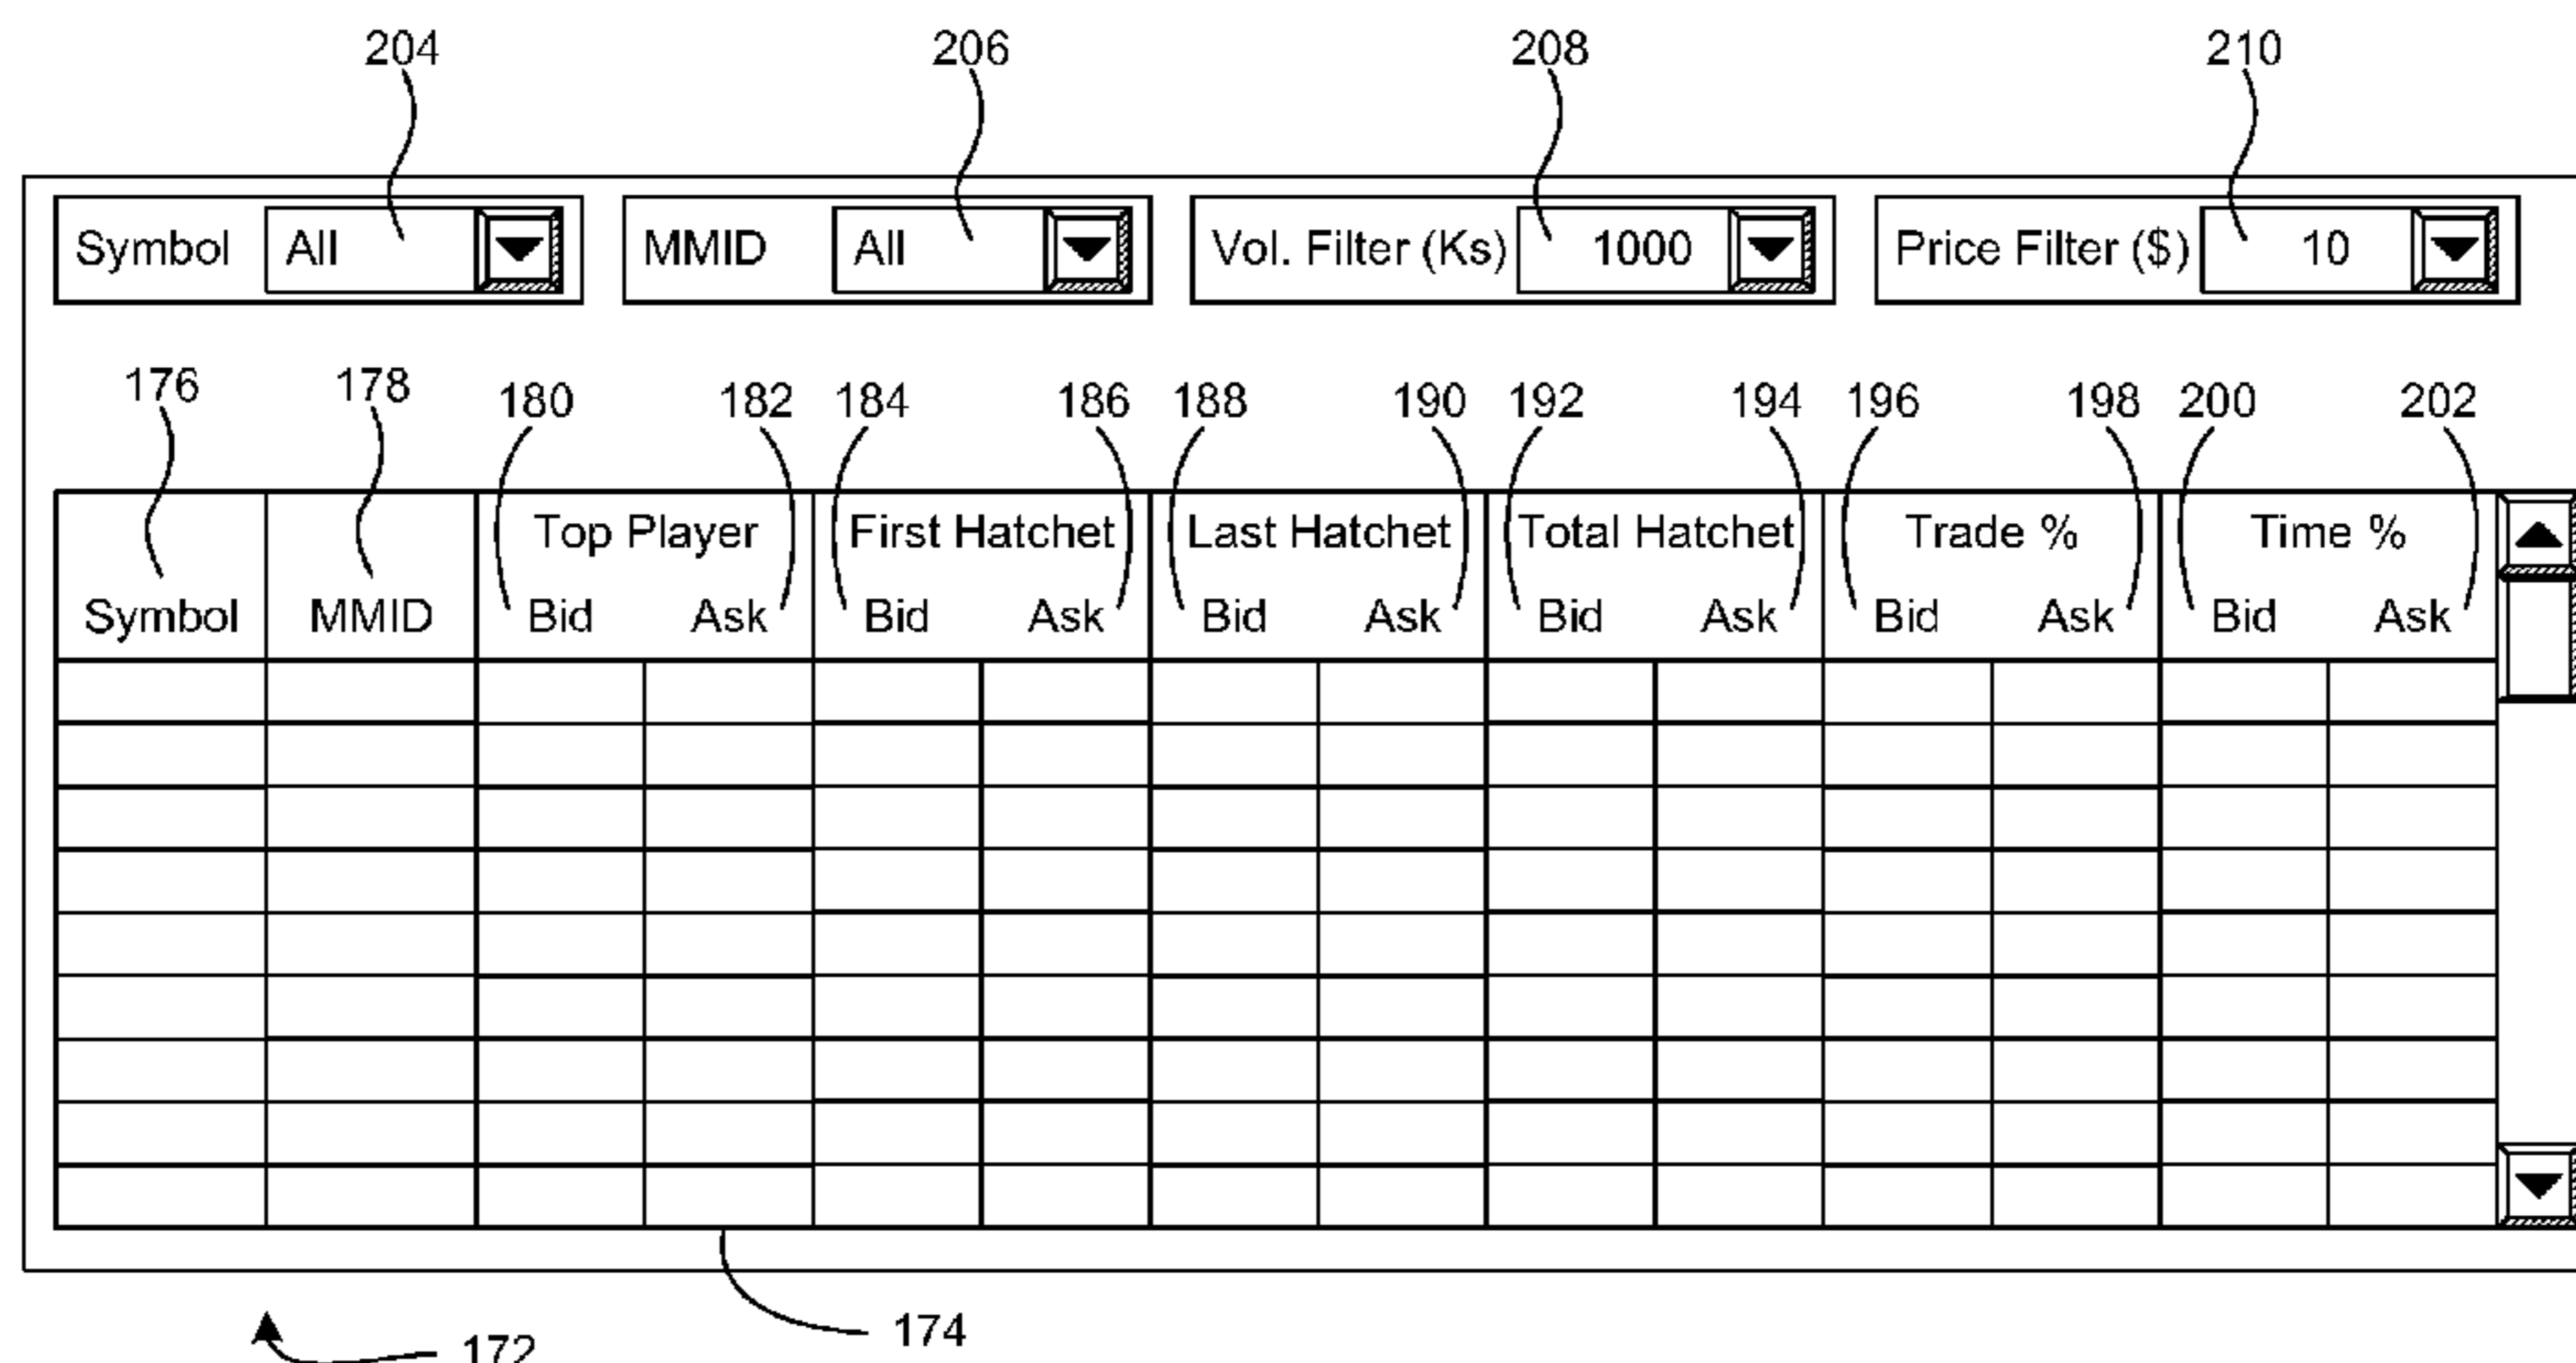 204 206 208 210
Symbol All MMID All Vol. Filter (Ks) 1000 Price Filter ($) 10
176 178 180 182 184 186 188 190 192 194 196 198 200 202
Top Player First Hatchet Last Hatchet Total Hatchet Trade % Time %
Symbol MMID Bid Ask Bid Ask Bid Ask Bid Ask Bid Ask Bid Ask
174
172